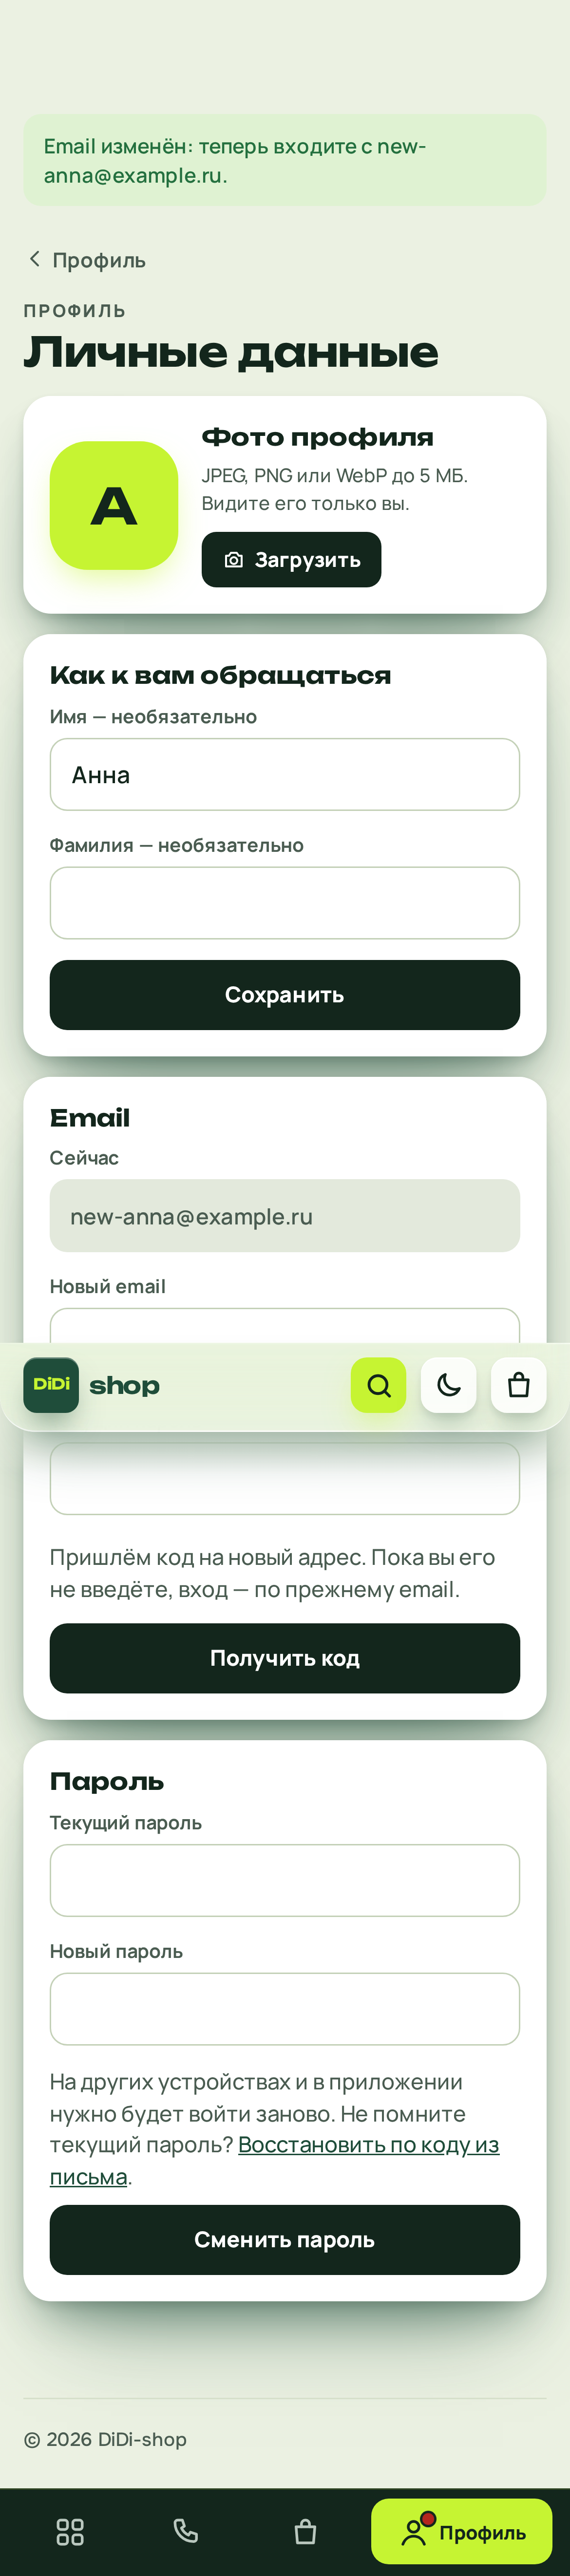 Email изменён: теперь входите с new-
anna@example.ru.
Профиль
ПРОФИЛЬ
Личные данные
A
Фото профиля
JPEG, PNG или WebP до 5 МБ.
Видите его только вы.
Загрузить
Как к вам обращаться
Имя — необязательно
Анна
Фамилия — необязательно
Сохранить
Email
Сейчас
new-anna@example.ru
Новый email
DiDi shop
Пришлём код на новый адрес. Пока вы его
не введёте, вход — по прежнему email.
Получить код
Пароль
Текущий пароль
Новый пароль
На других устройствах и в приложении
нужно будет войти заново. Не помните
текущий пароль? Восстановить по коду из
письма.
Сменить пароль
© 2026 DiDi-shop
Профиль